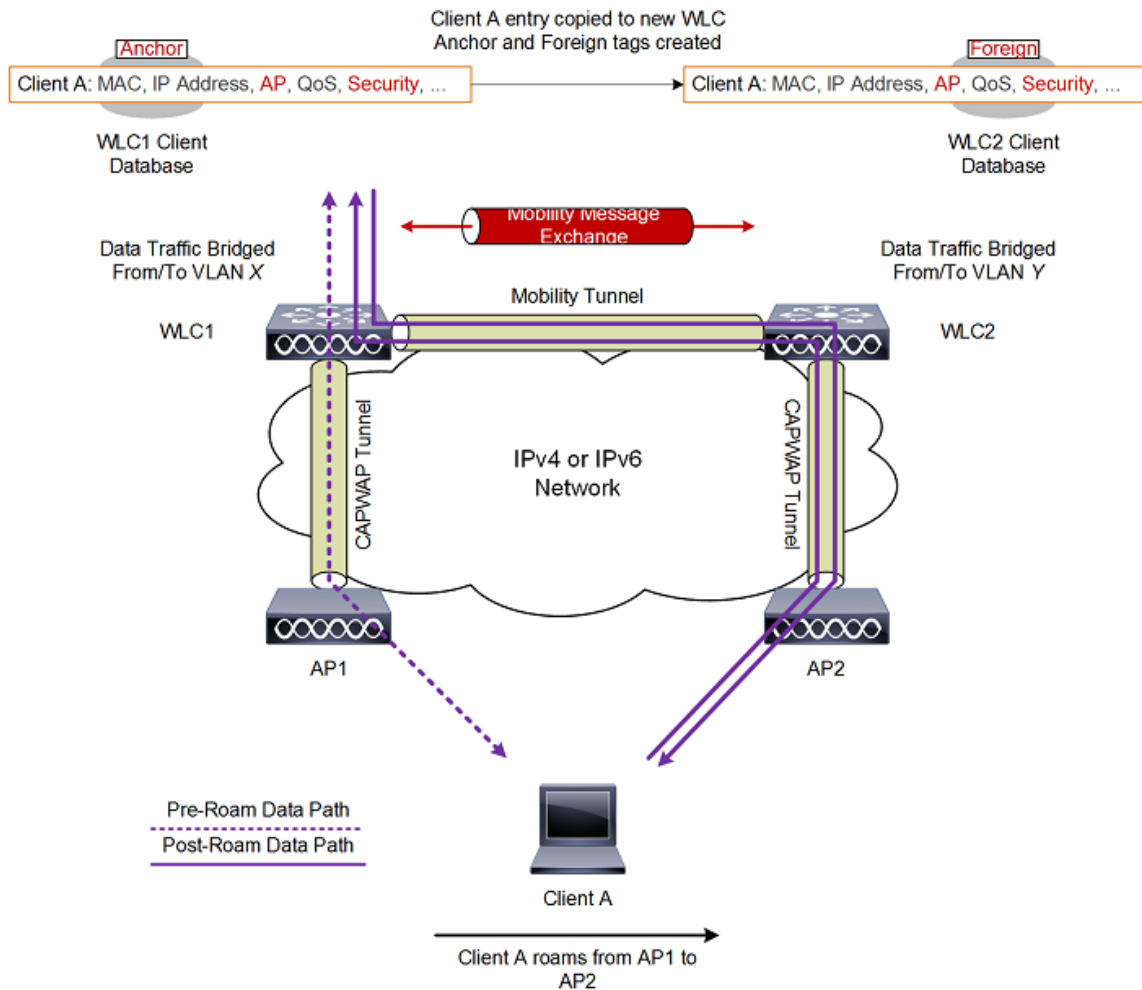 Client A entry copied to new WLC
Anchor and Foreign tags created
Anchor
Foreign
Client A: MAC, IP Address, AP, QoS, Security, ...
Client A: MAC, IP Address, AP, QoS, Security, ...
WLC1 Client
Database
WLC2 Client
Database
Mobility Message
Exchange
Data Traffic Bridged
From/To VLAN X
Data Traffic Bridged
From/To VLAN Y
Mobility Tunnel
WLC1
WLC2
CAPWAP Tunnel
CAPWAP Tunnel
IPv4 or IPv6
Network
AP1
AP2
Pre-Roam Data Path
Post-Roam Data Path
Client A
Client A roams from AP1 to
AP2